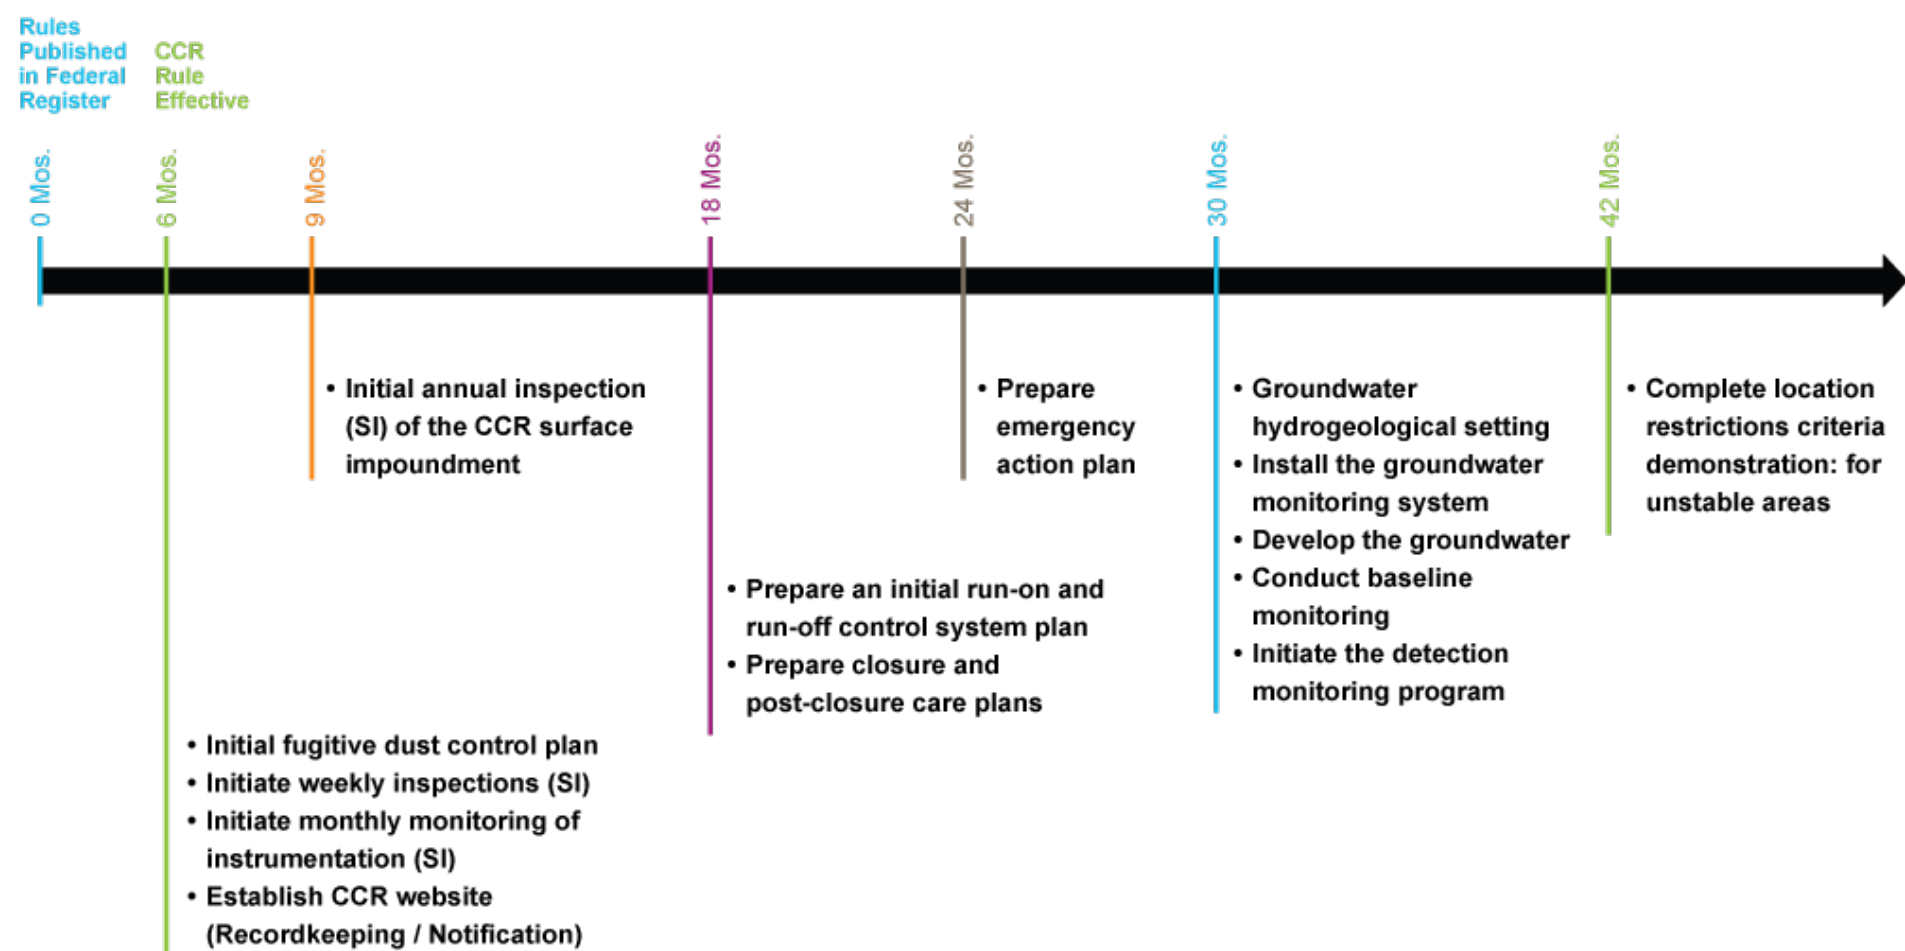 Rules
Published
in Federal
Register
CCR
Rule
Effective
0 Mos.
6 Mos.
9 Mos.
18 Mos.
24 Mos.
30 Mos.
42 Mos.
• Initial annual inspection
(SI) of the CCR surface
impoundment
• Prepare
emergency
action plan
• Groundwater
hydrogeological setting
• Install the groundwater
monitoring system
• Develop the groundwater
• Conduct baseline
monitoring
• Initiate the detection
monitoring program
• Complete location
restrictions criteria
demonstration: for
unstable areas
• Prepare an initial run-on and
run-off control system plan
• Prepare closure and
post-closure care plans
• Initial fugitive dust control plan
• Initiate weekly inspections (SI)
• Initiate monthly monitoring of
instrumentation (SI)
• Establish CCR website
(Recordkeeping / Notification)